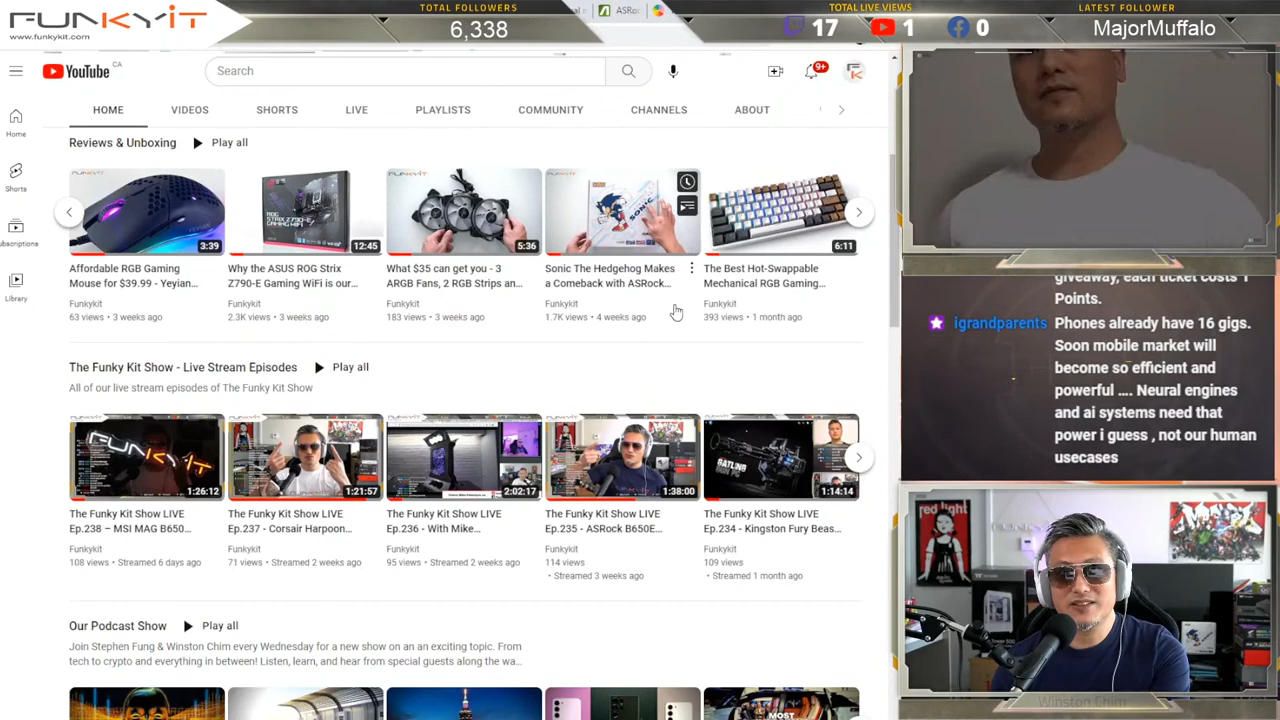 FUNKYIT
www.funkykit.com
TOTAL FOLLOWERS
6,338
TOTAL LIVE VIEWS
17 1 0
LATEST FOLLOWER
MajorMuffalo
YouTube CA
Search
9+
HOME VIDEOS SHORTS LIVE PLAYLISTS COMMUNITY CHANNELS ABOUT
Home
Shorts
ubscriptions
Library
Reviews & Unboxing Play all
3:39
12:45
5:36
6:11
Affordable RGB Gaming
Mouse for $39.99 - Yeyian...
Funkykit
63 views • 3 weeks ago
Why the ASUS ROG Strix
Z790-E Gaming WiFi is our...
Funkykit
2.3K views • 3 weeks ago
What $35 can get you - 3
ARGB Fans, 2 RGB Strips an...
Funkykit
183 views • 3 weeks ago
Sonic The Hedgehog Makes
a Comeback with ASRock...
Funkykit
1.7K views • 4 weeks ago
The Best Hot-Swappable
Mechanical RGB Gaming...
Funkykit
393 views • 1 month ago
The Funky Kit Show - Live Stream Episodes Play all
All of our live stream episodes of The Funky Kit Show
FUNKYIT
1:26:12
1:21:57
2:02:17
1:38:00
GATLING
1:14:14
The Funky Kit Show LIVE
Ep.238 – MSI MAG B650...
Funkykit
108 views • Streamed 6 days ago
The Funky Kit Show LIVE
Ep.237 - Corsair Harpoon...
Funkykit
71 views • Streamed 2 weeks ago
The Funky Kit Show LIVE
Ep.236 - With Mike...
Funkykit
95 views • Streamed 2 weeks ago
The Funky Kit Show LIVE
Ep.235 - ASRock B650E...
Funkykit
114 views
• Streamed 3 weeks ago
The Funky Kit Show LIVE
Ep.234 - Kingston Fury Beas...
Funkykit
109 views
• Streamed 1 month ago
Our Podcast Show Play all
Join Stephen Fung & Winston Chim every Wednesday for a new show on an exciting topic. From
tech to crypto and everything in between! Listen, learn, and hear from special guests along the wa...
giveaway, each ticket costs 1
Points.
igrandparents Phones already have 16 gigs.
Soon mobile market will
become so efficient and
powerful .... Neural engines
and ai systems need that
power i guess , not our human
usecases
red light
Winston Chim